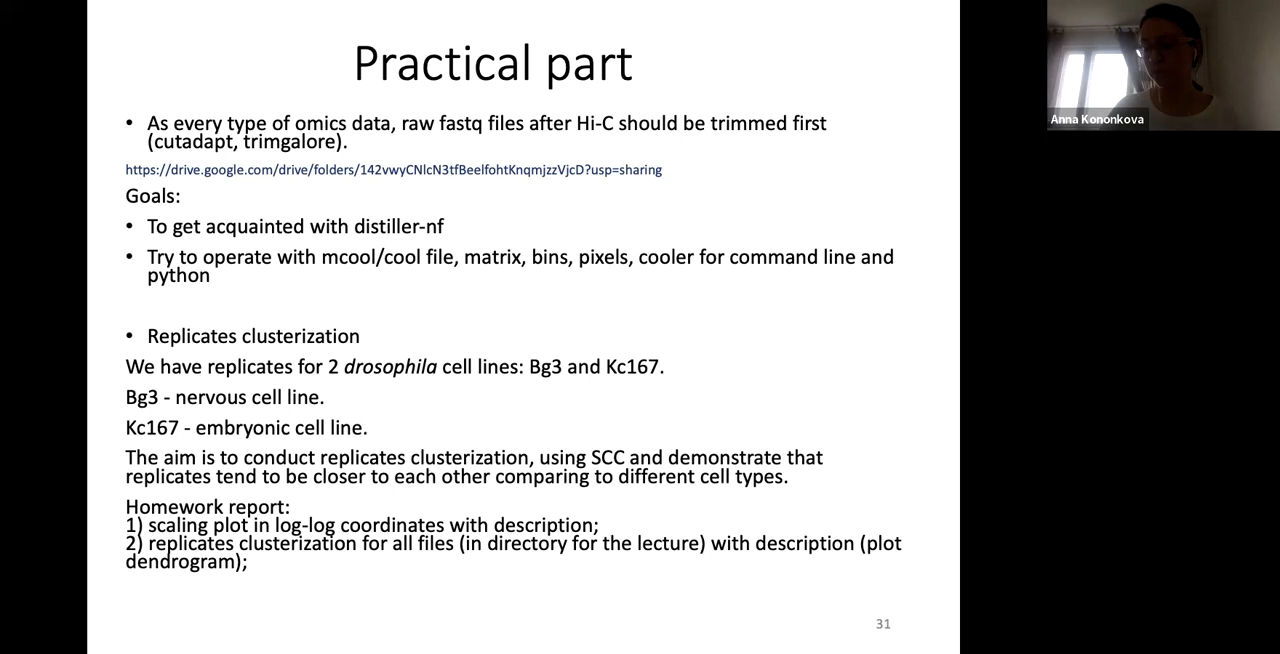 Practical part
• As every type of omics data, raw fastq files after Hi-C should be trimmed first
(cutadapt, trimgalore).
https://drive.google.com/drive/folders/142vwyCNlcN3tfBeelfohtKnqmjzzVjcD?usp=sharing
Goals:
• To get acquainted with distiller-nf
• Try to operate with mcool/cool file, matrix, bins, pixels, cooler for command line and
python
• Replicates clusterization
We have replicates for 2 drosophila cell lines: Bg3 and Kc167.
Bg3 - nervous cell line.
Kc167 - embryonic cell line.
The aim is to conduct replicates clusterization, using SCC and demonstrate that
replicates tend to be closer to each other comparing to different cell types.
Homework report:
1) scaling plot in log-log coordinates with description;
2) replicates clusterization for all files (in directory for the lecture) with description (plot
dendrogram);
31
Anna Kononkova